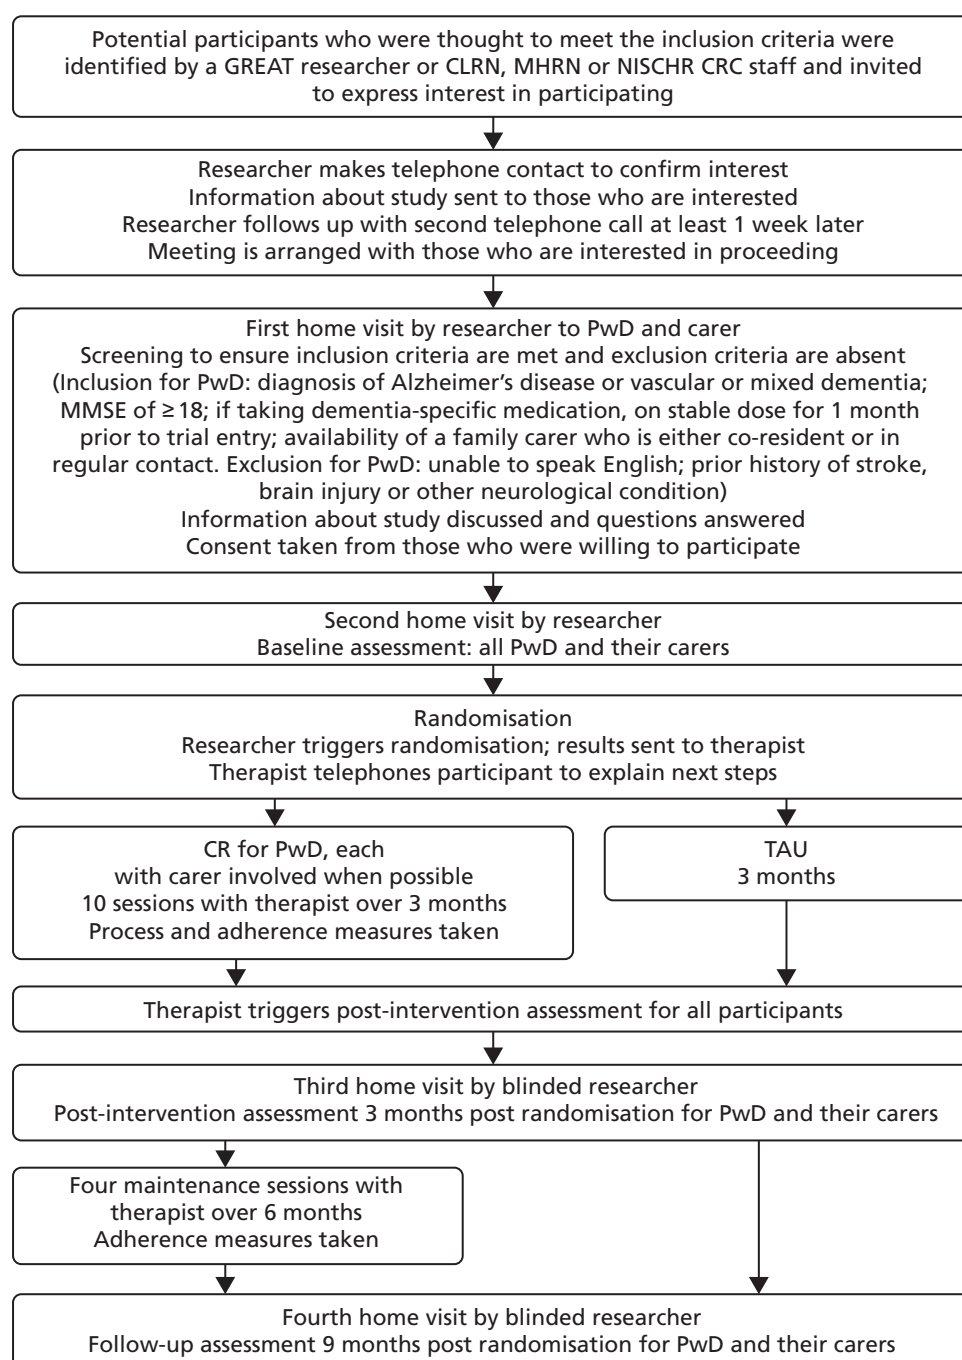 Potential participants who were thought to meet the inclusion criteria were
identified by a GREAT researcher or CLRN, MHRN or NISCHR CRC staff and invited
to express interest in participating
Researcher makes telephone contact to confirm interest
Information about study sent to those who are interested
Researcher follows up with second telephone call at least 1 week later
Meeting is arranged with those who are interested in proceeding
First home visit by researcher to PwD and carer
Screening to ensure inclusion criteria are met and exclusion criteria are absent
(Inclusion for PwD: diagnosis of Alzheimer's disease or vascular or mixed dementia;
MMSE of ≥ 18; if taking dementia-specific medication, on stable dose for 1 month
prior to trial entry; availability of a family carer who is either co-resident or in
regular contact. Exclusion for PwD: unable to speak English; prior history of stroke,
brain injury or other neurological condition)
Information about study discussed and questions answered
Consent taken from those who were willing to participate
Second home visit by researcher
Baseline assessment: all PwD and their carers
Randomisation
Researcher triggers randomisation; results sent to therapist
Therapist telephones participant to explain next steps
CR for PwD, each
with carer involved when possible
10 sessions with therapist over 3 months
Process and adherence measures taken
TAU
3 months
Therapist triggers post-intervention assessment for all participants
Third home visit by blinded researcher
Post-intervention assessment 3 months post randomisation for PwD and their carers
Four maintenance sessions with
therapist over 6 months
Adherence measures taken
Fourth home visit by blinded researcher
Follow-up assessment 9 months post randomisation for PwD and their carers